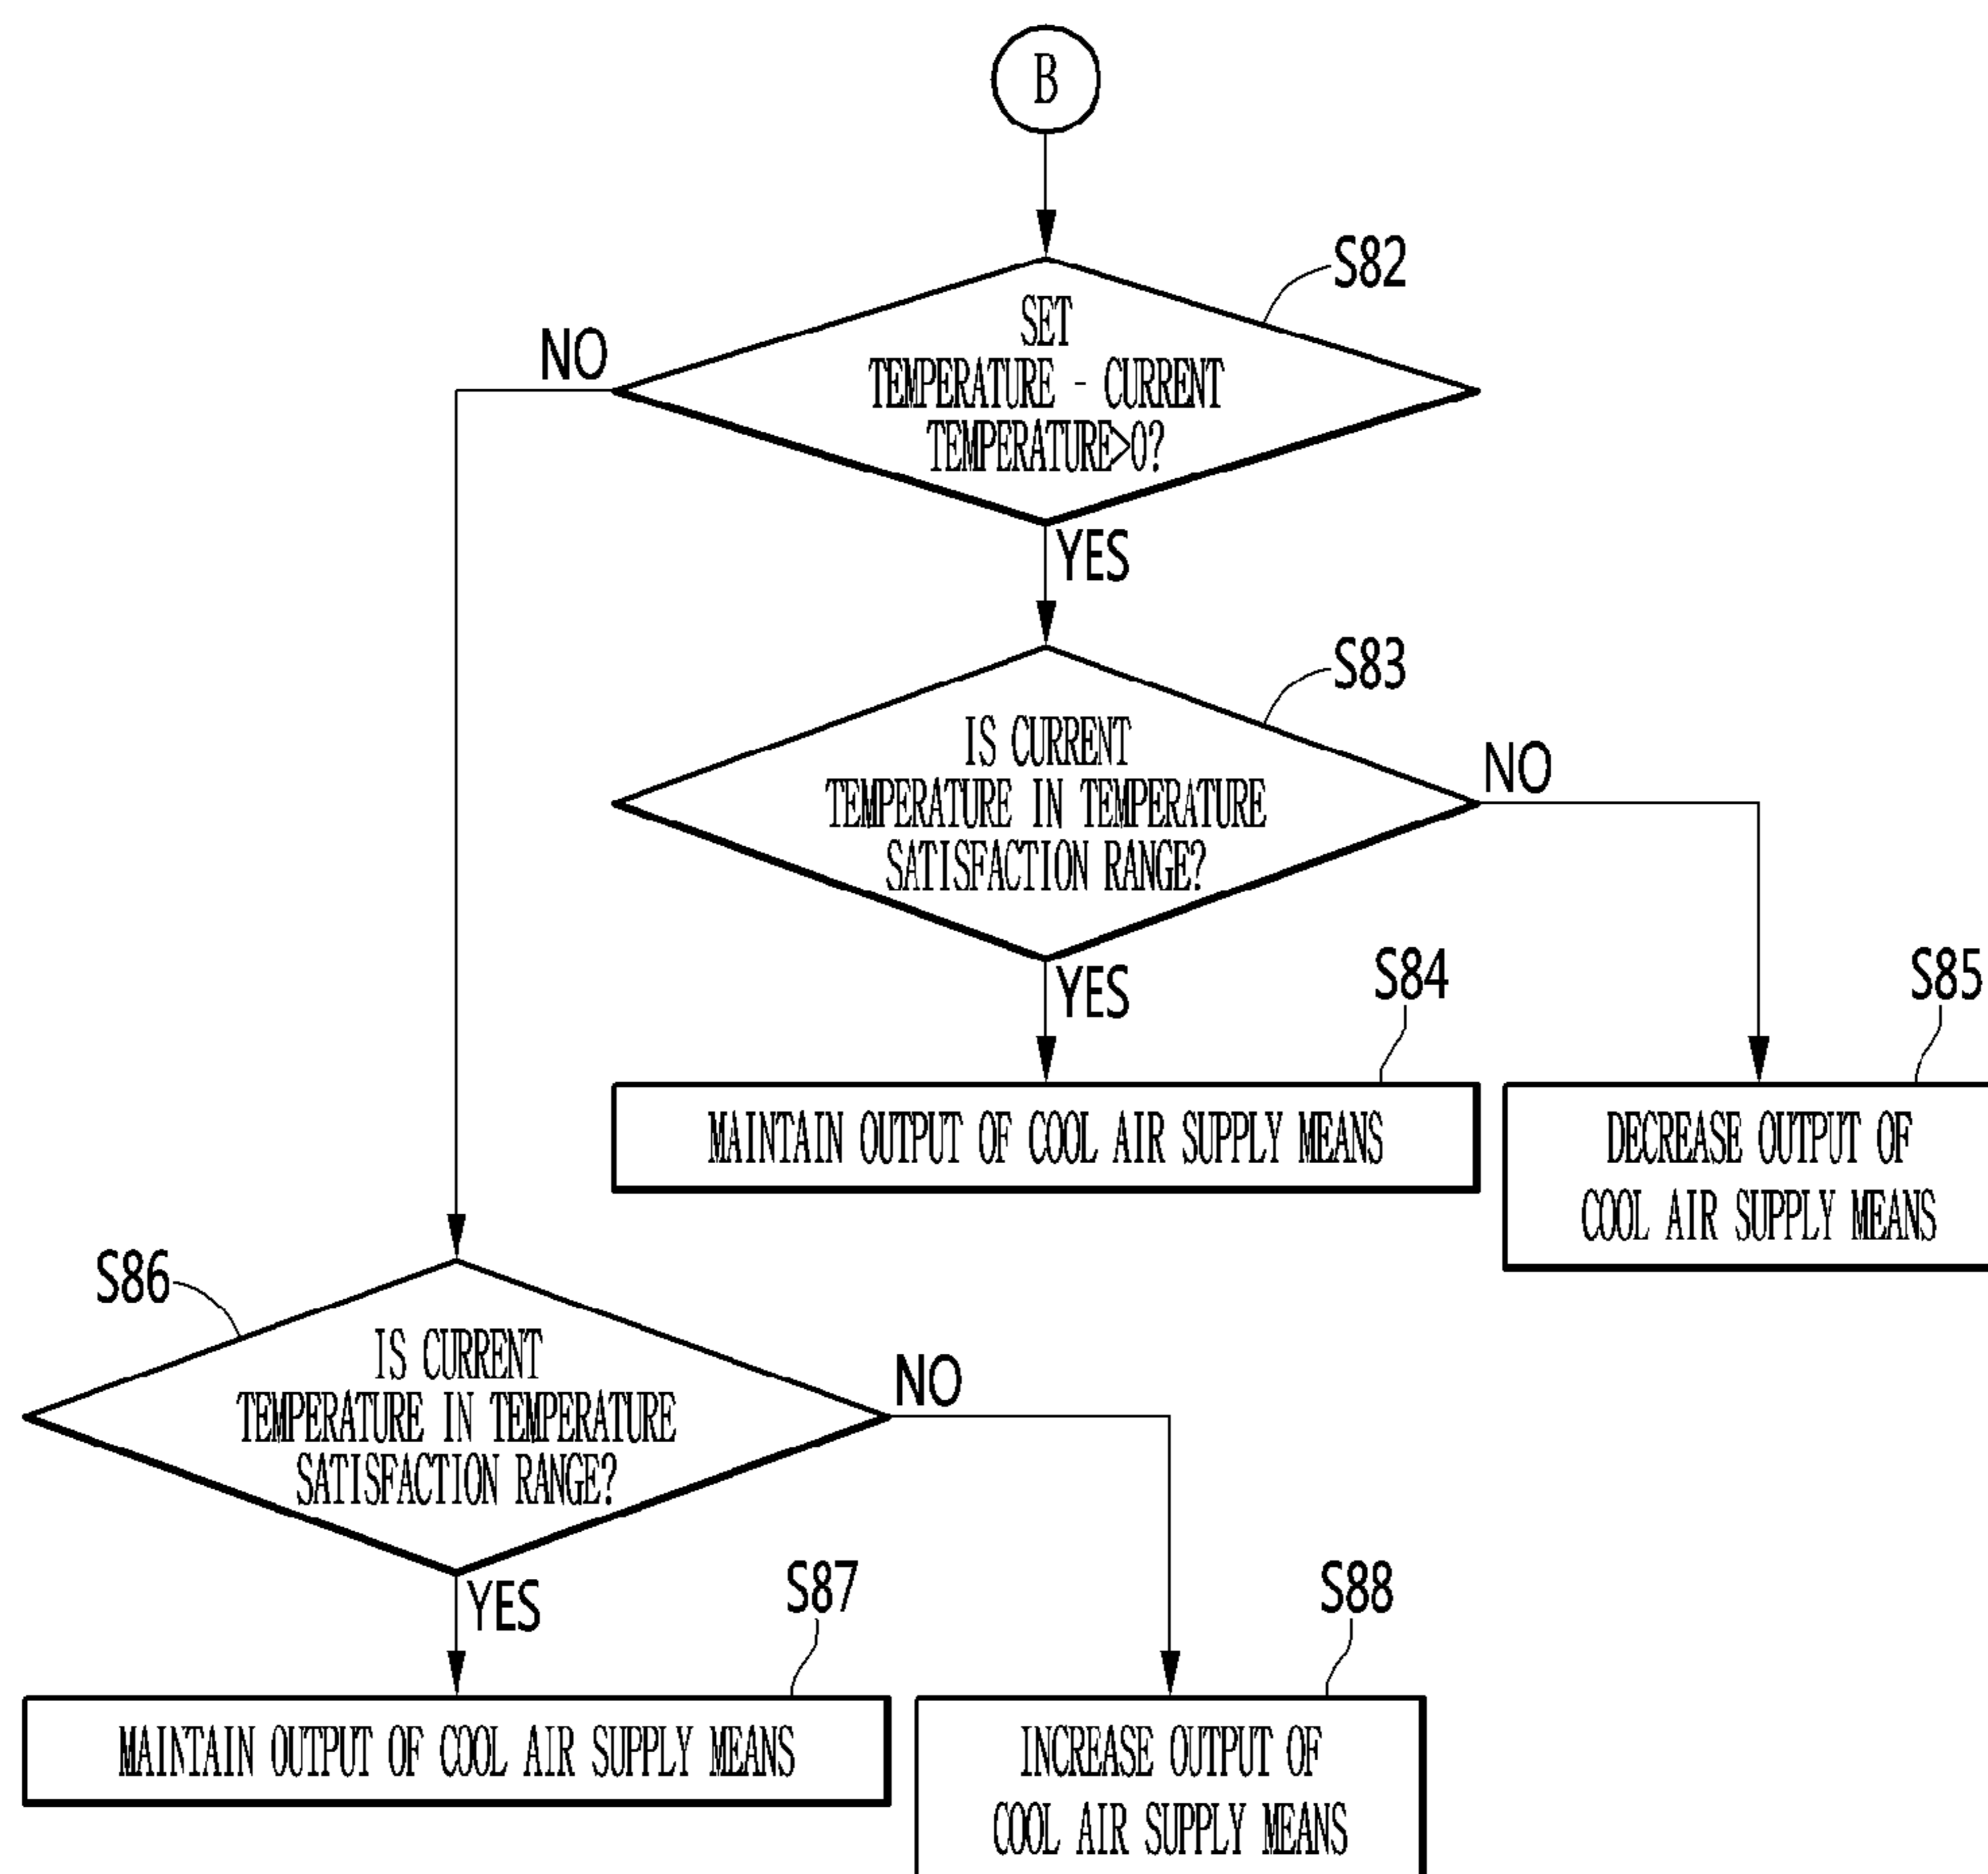 B
S82
NO
SET
TEMPERATURE - CURRENT
TEMPERATURE>0?
YES
S83
IS CURRENT
TEMPERATURE IN TEMPERATURE
SATISFACTION RANGE?
NO
YES
S84
S85
MAINTAIN OUTPUT OF COOL AIR SUPPLY MEANS
DECREASE OUTPUT OF
COOL AIR SUPPLY MEANS
S86
IS CURRENT
TEMPERATURE IN TEMPERATURE
SATISFACTION RANGE?
NO
YES
S87
S88
MAINTAIN OUTPUT OF COOL AIR SUPPLY MEANS
INCREASE OUTPUT OF
COOL AIR SUPPLY MEANS